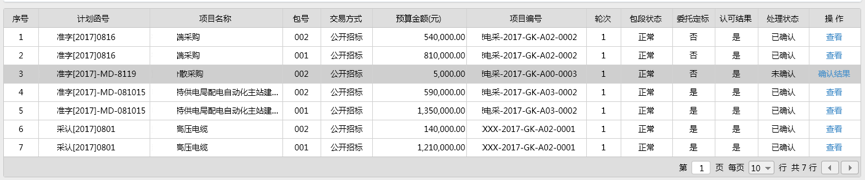 序号 计划函号 项目名称 包号 交易方式 预算金额(元) 项目编号 轮次 包段状态 委托定标 认可结果 处理状态 操 作
1 准字[2017]0816 端采购 002 公开招标 540,000.00 电采-2017-GK-A02-0002 1 正常 否 是 已确认 查看
2 准字[2017]0816 端采购 001 公开招标 810,000.00 电采-2017-GK-A02-0002 1 正常 否 是 已确认 查看
3 准字[2017]-MD-8119 散采购 002 公开招标 5,000.00 电采-2017-GK-A00-0003 1 正常 否 是 未确认 确认结果
4 准字[2017]-MD-081015 供电局配电自动化主站建... 002 公开招标 590,000.00 电采-2017-GK-A03-0002 1 正常 是 是 已确认 查看
5 准字[2017]-MD-081015 供电局配电自动化主站建... 001 公开招标 1,350,000.00 电采-2017-GK-A03-0002 1 正常 是 是 已确认 查看
6 采认[2017]0801 高压电缆 002 公开招标 140,000.00 XXX-2017-GK-A02-0001 1 正常 是 是 已确认 查看
7 采认[2017]0801 高压电缆 001 公开招标 1,210,000.00 XXX-2017-GK-A02-0001 1 正常 是 是 已确认 查看
第 1 页 每页 10 行 共 7 行